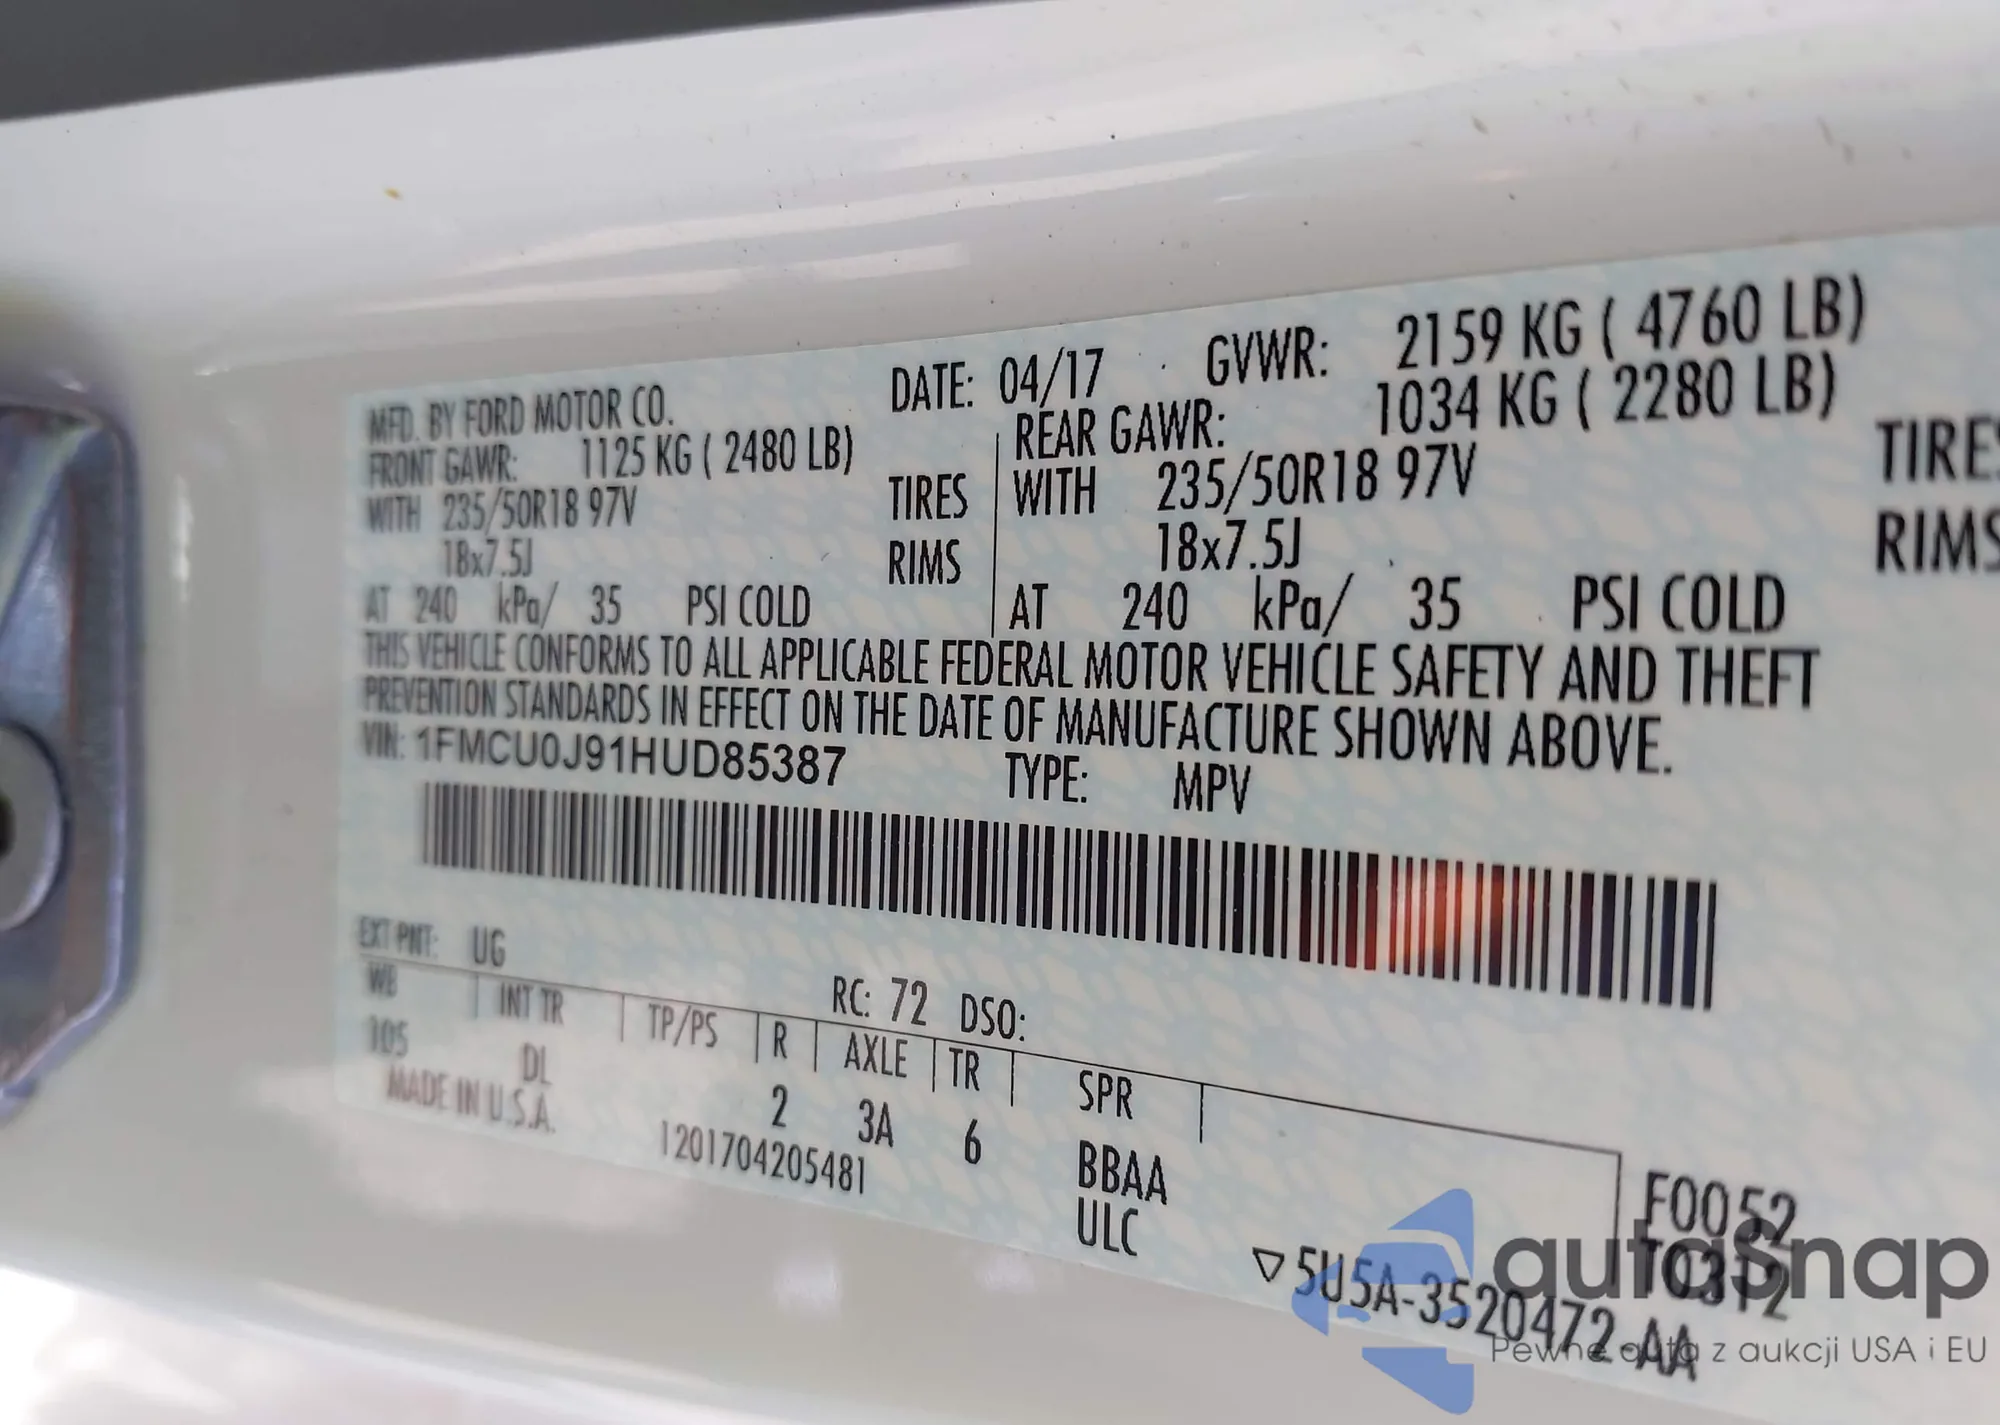 MFD. BY FORD MOTOR CO. DATE: 04/17 GVWR: 2159 KG ( 4760 LB)
FRONT GAWR: 1125 KG ( 2480 LB) REAR GAWR: 1034 KG ( 2280 LB)
WITH 235/50R18 97V TIRES WITH 235/50R18 97V TIRES
18x7.5J RIMS 18x7.5J RIMS
AT 240 kPa/ 35 PSI COLD AT 240 kPa/ 35 PSI COLD
THIS VEHICLE CONFORMS TO ALL APPLICABLE FEDERAL MOTOR VEHICLE SAFETY AND THEFT
PREVENTION STANDARDS IN EFFECT ON THE DATE OF MANUFACTURE SHOWN ABOVE.
VIN: 1FMCU0J91HUD85387 TYPE: MPV
EXT PNT: UG RC: 72 DSO:
WB INT TR TP/PS R AXLE TR SPR
105 DL 2 3A 6 BBAA
MADE IN U.S.A. 1201704205481 ULC
F0052
T0312
▽5U5A-3520472-AA
autoSnap
Pewne auta z aukcji USA i EU